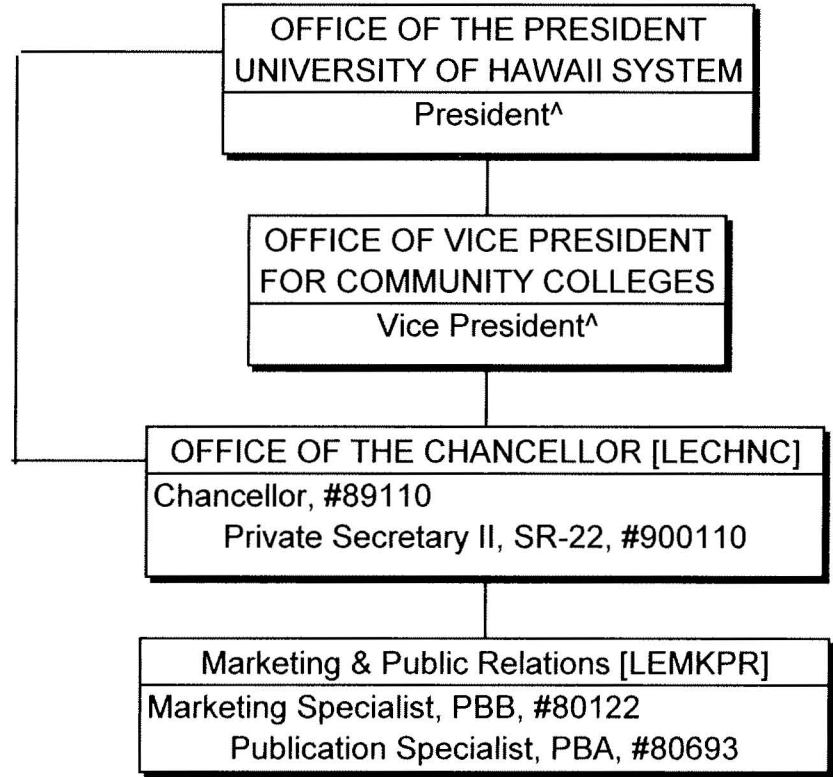 OFFICE OF THE PRESIDENT
UNIVERSITY OF HAWAII SYSTEM
President^
OFFICE OF VICE PRESIDENT
FOR COMMUNITY COLLEGES
Vice President^
OFFICE OF THE CHANCELLOR [LECHNC]
Chancellor, #89110
Private Secretary II, SR-22, #900110
Marketing & Public Relations [LEMKPR]
Marketing Specialist, PBB, #80122
Publication Specialist, PBA, #80693